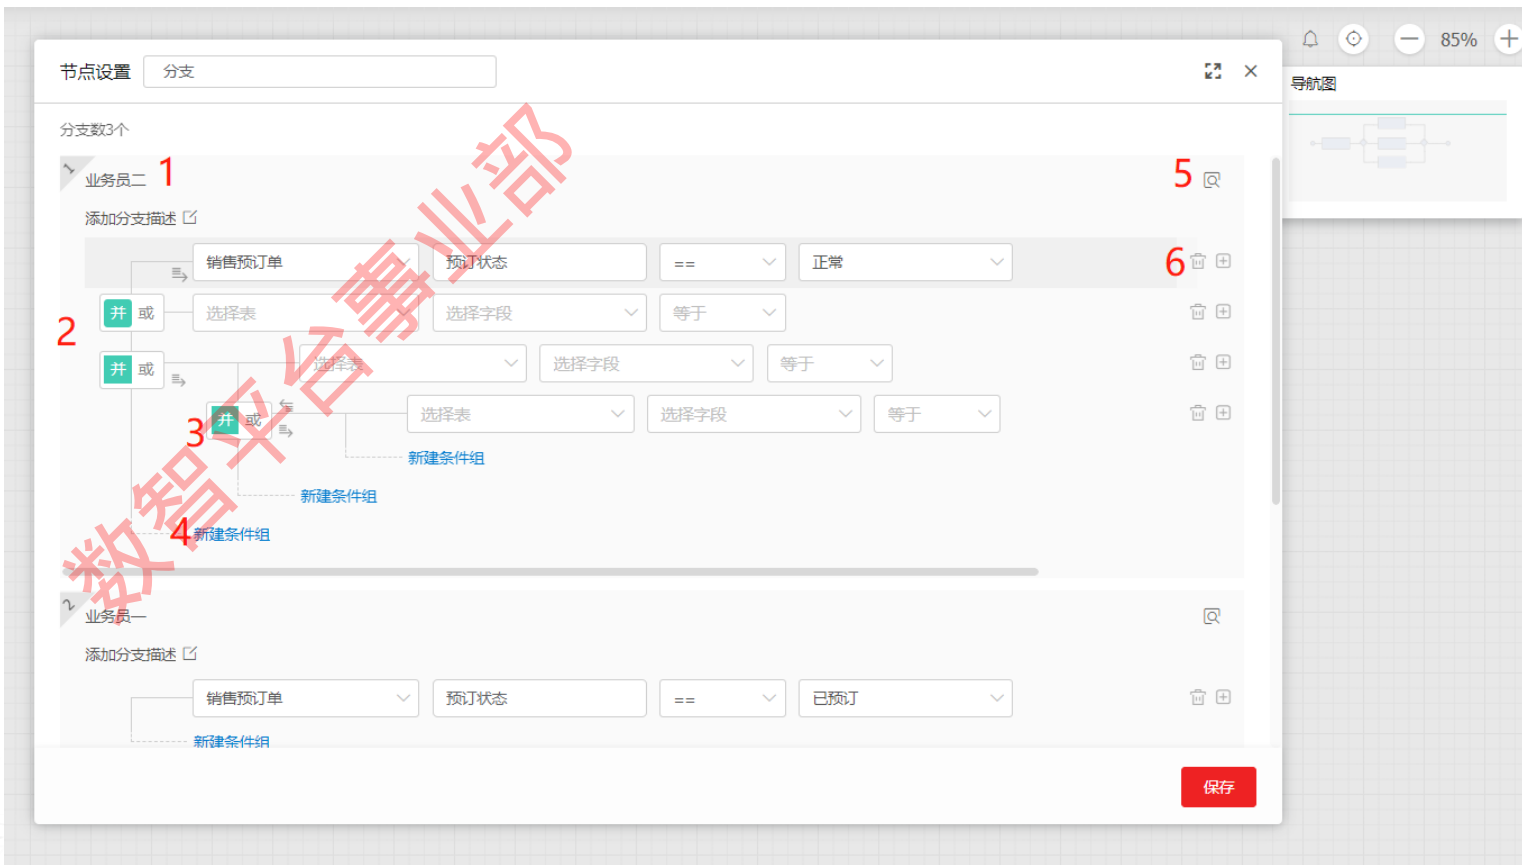 85%
节点设置 分支
导航图
分支数3个
1 业务员二 1 5
添加分支描述
销售预订单 预订状态 == 正常 6
并 或 选择表 选择字段 等于
2
并 或 选择表 选择字段 等于
3 并 或 选择表 选择字段 等于
新建条件组
新建条件组
4 新建条件组
数智平台事业部
2 业务员一
添加分支描述
销售预订单 预订状态 == 已预订
新建条件组
保存